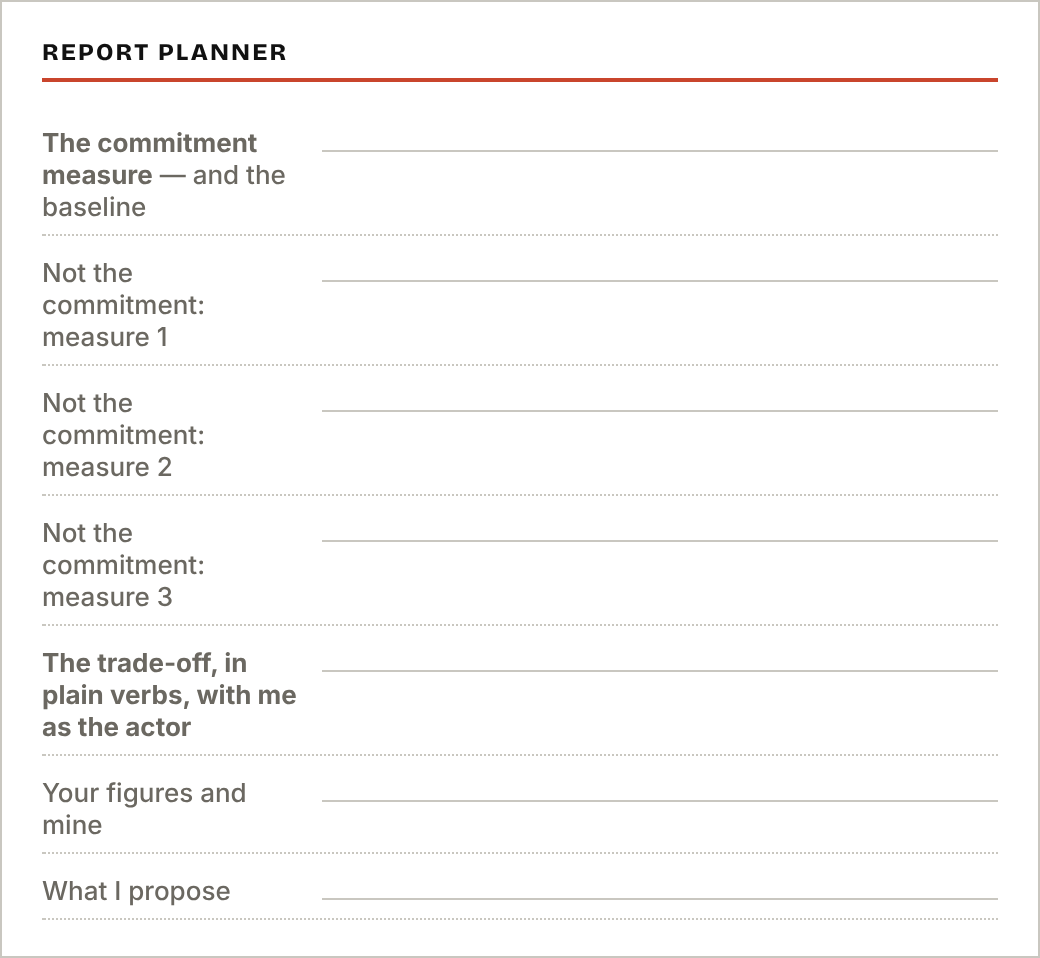 REPORT PLANNER
The commitment
measure — and the
baseline
Not the
commitment:
measure 1
Not the
commitment:
measure 2
Not the
commitment:
measure 3
The trade-off, in
plain verbs, with me
as the actor
Your figures and
mine
What I propose